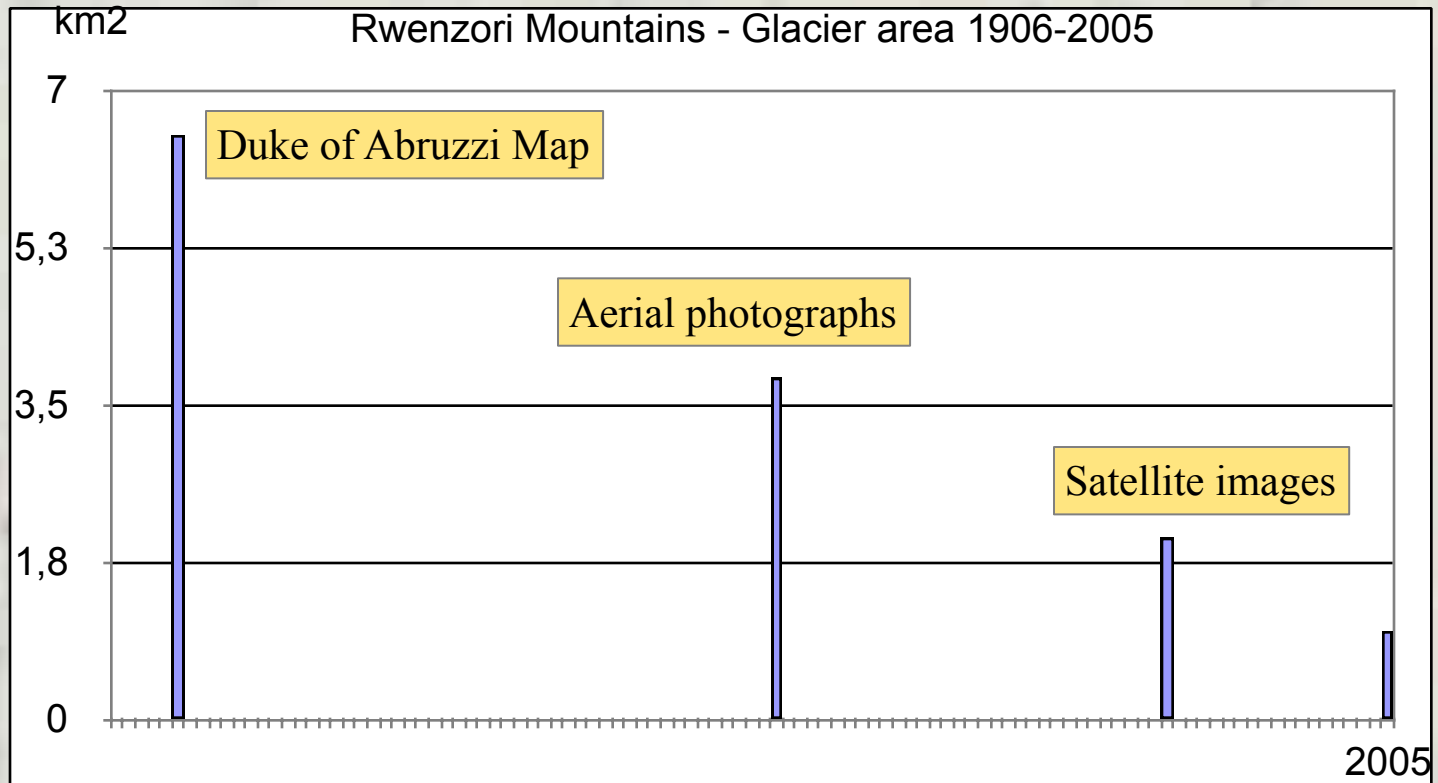 km2
Rwenzori Mountains - Glacier area 1906-2005
7
Duke of Abruzzi Map
5,3
Aerial photographs
3,5
Satellite images
1,8
0
2005